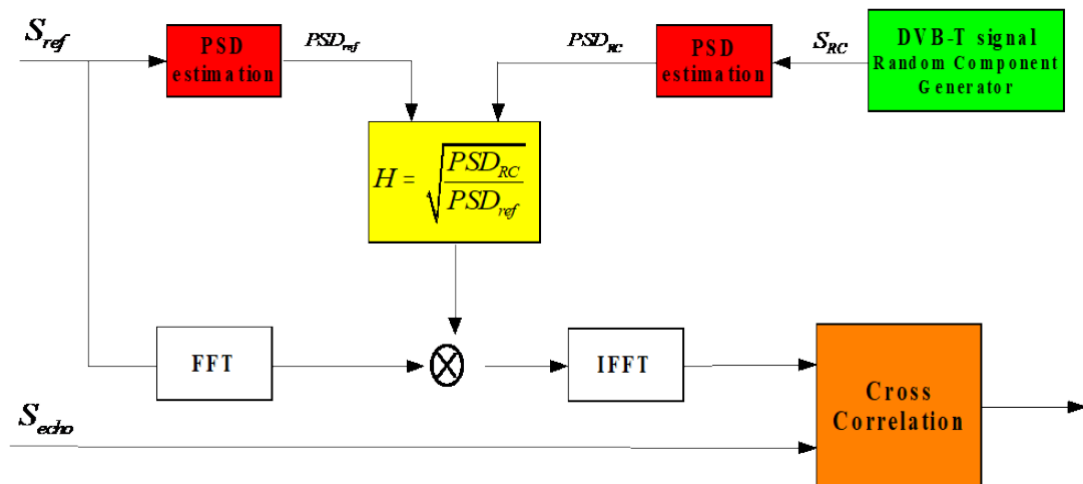 S_ref
PSD
estimation
PSD_ref
PSD_RC
PSD
estimation
S_RC
DVB-T signal
Random Component
Generator
H = √(PSD_RC / PSD_ref)
FFT
IFFT
Cross
Correlation
S_echo